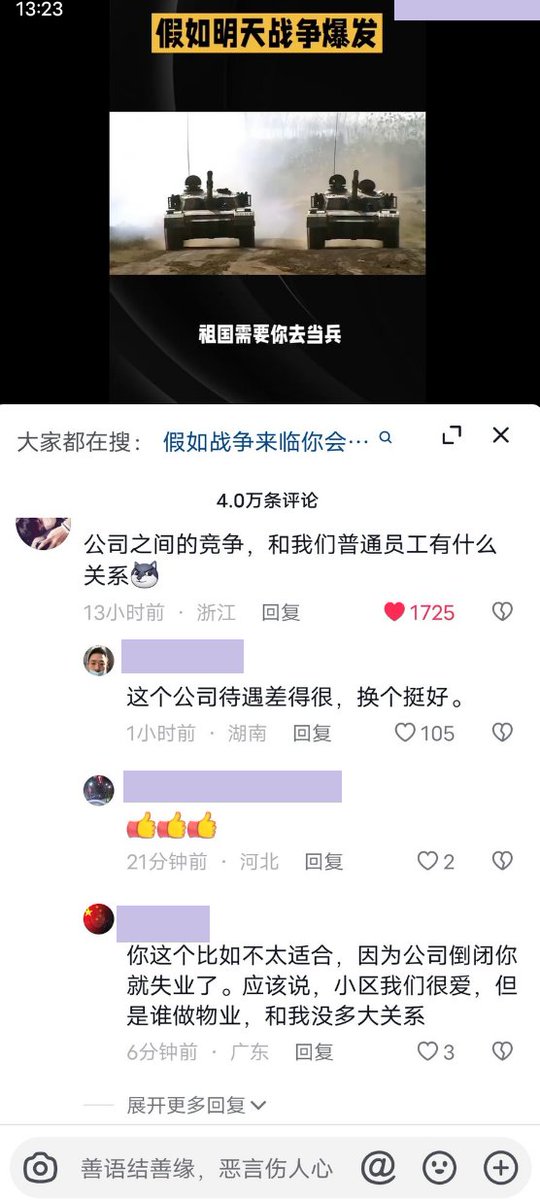 13:23
假如明天战争爆发
祖国需要你去当兵
大家都在搜：假如战争来临你会…
4.0万条评论
公司之间的竞争，和我们普通员工有什么
关系
13小时前 · 浙江 回复 1725
这个公司待遇差得很，换个挺好。
1小时前 · 湖南 回复 105
21分钟前 · 河北 回复 2
你这个比如不太适合，因为公司倒闭你
就失业了。应该说，小区我们很爱，但
是谁做物业，和我没多大关系
6分钟前 · 广东 回复 3
展开更多回复
善语结善缘，恶言伤人心